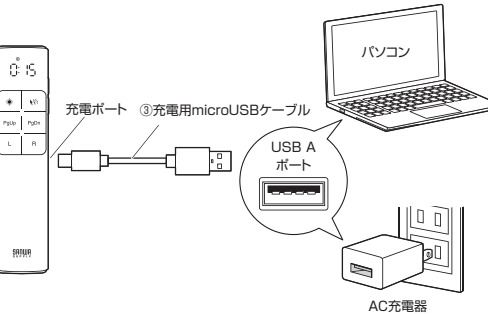 0:15
PgUp
PgDn
L
R
SANWA
SUPPLY
充電ポート
③充電用microUSBケーブル
USB A
ポート
パソコン
AC充電器